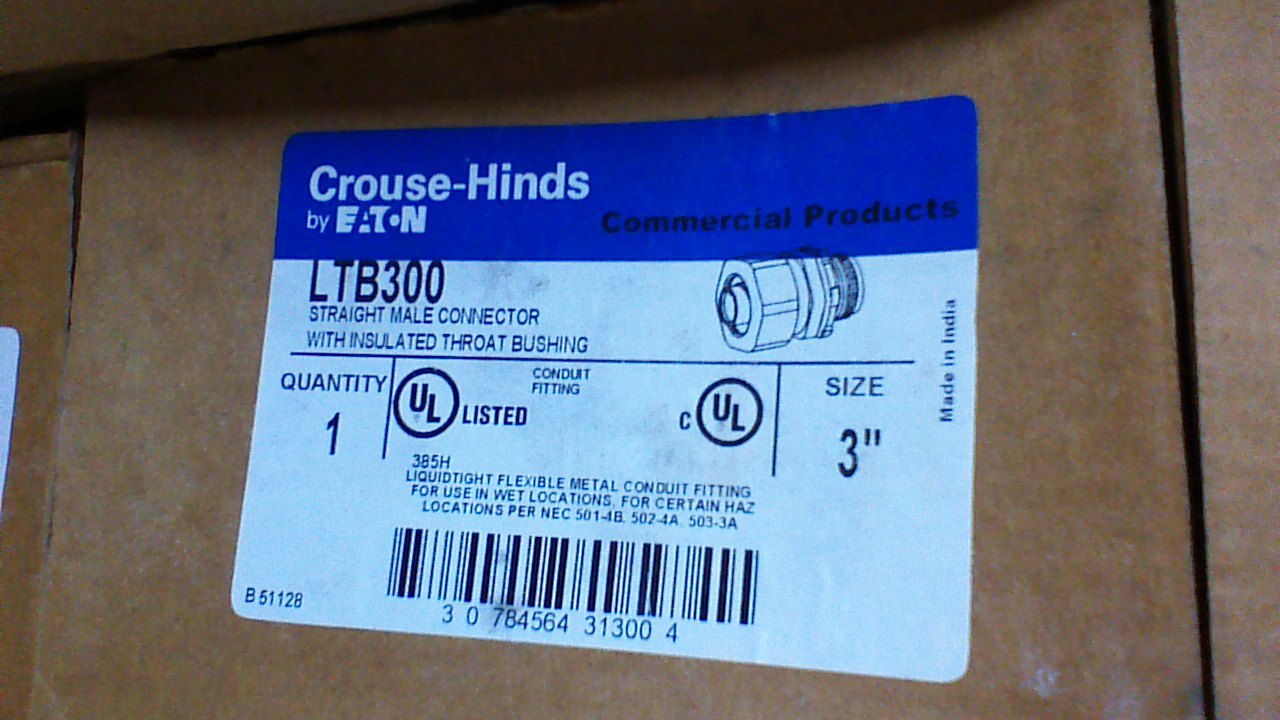 Crouse-Hinds
by EATON
Commercial Products
LTB300
STRAIGHT MALE CONNECTOR
WITH INSULATED THROAT BUSHING
Made in India
QUANTITY
1
UL LISTED
CONDUIT
FITTING
C UL
SIZE
3"
385H
LIQUIDTIGHT FLEXIBLE METAL CONDUIT FITTING
FOR USE IN WET LOCATIONS, FOR CERTAIN HAZ
LOCATIONS PER NEC 501-4B, 502-4A, 503-3A
B 51128
3 0 784564 31300 4